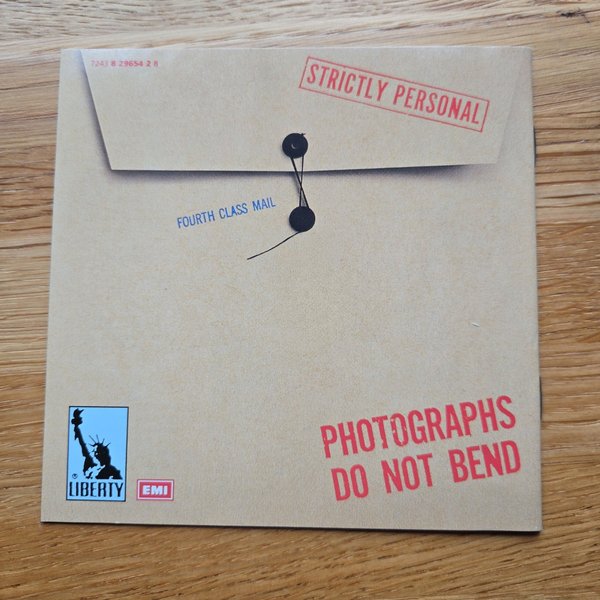 7243 8 29654 2 8
STRICTLY PERSONAL
FOURTH CLASS MAIL
PHOTOGRAPHS
DO NOT BEND
® LIBERTY
EMI